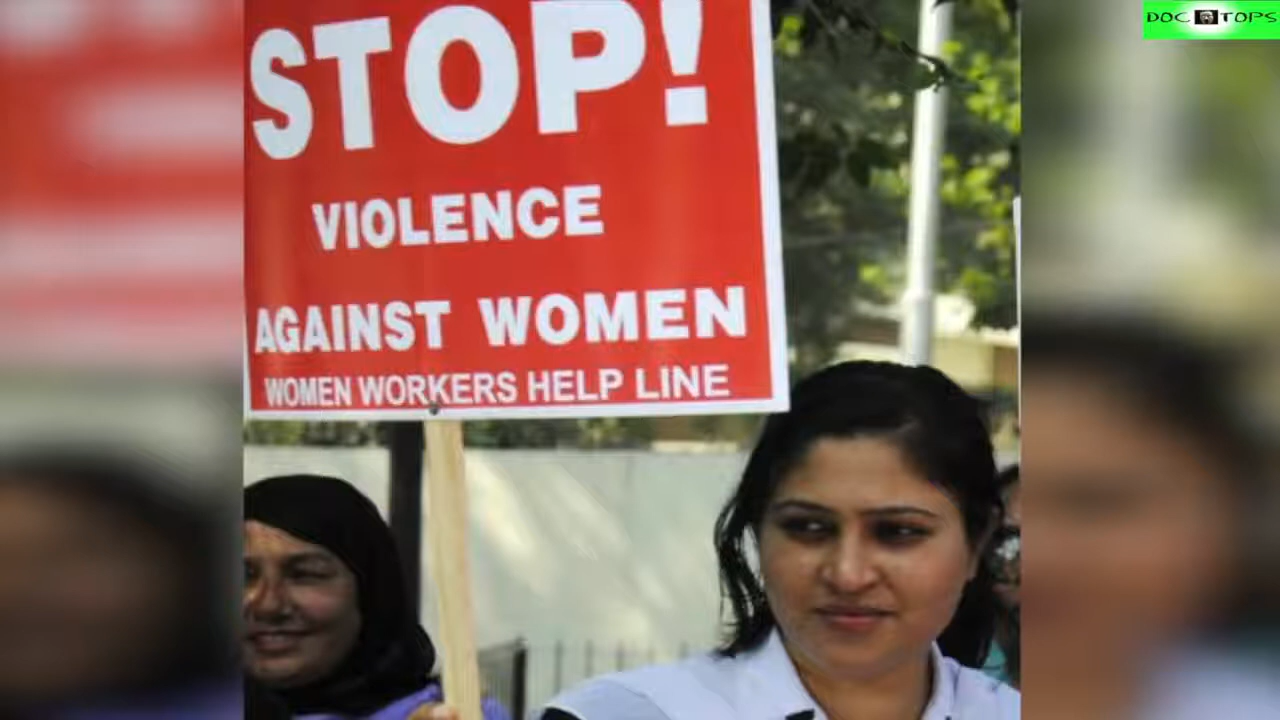 DOC TOPS
STOP!
VIOLENCE
AGAINST WOMEN
WOMEN WORKERS HELP LINE